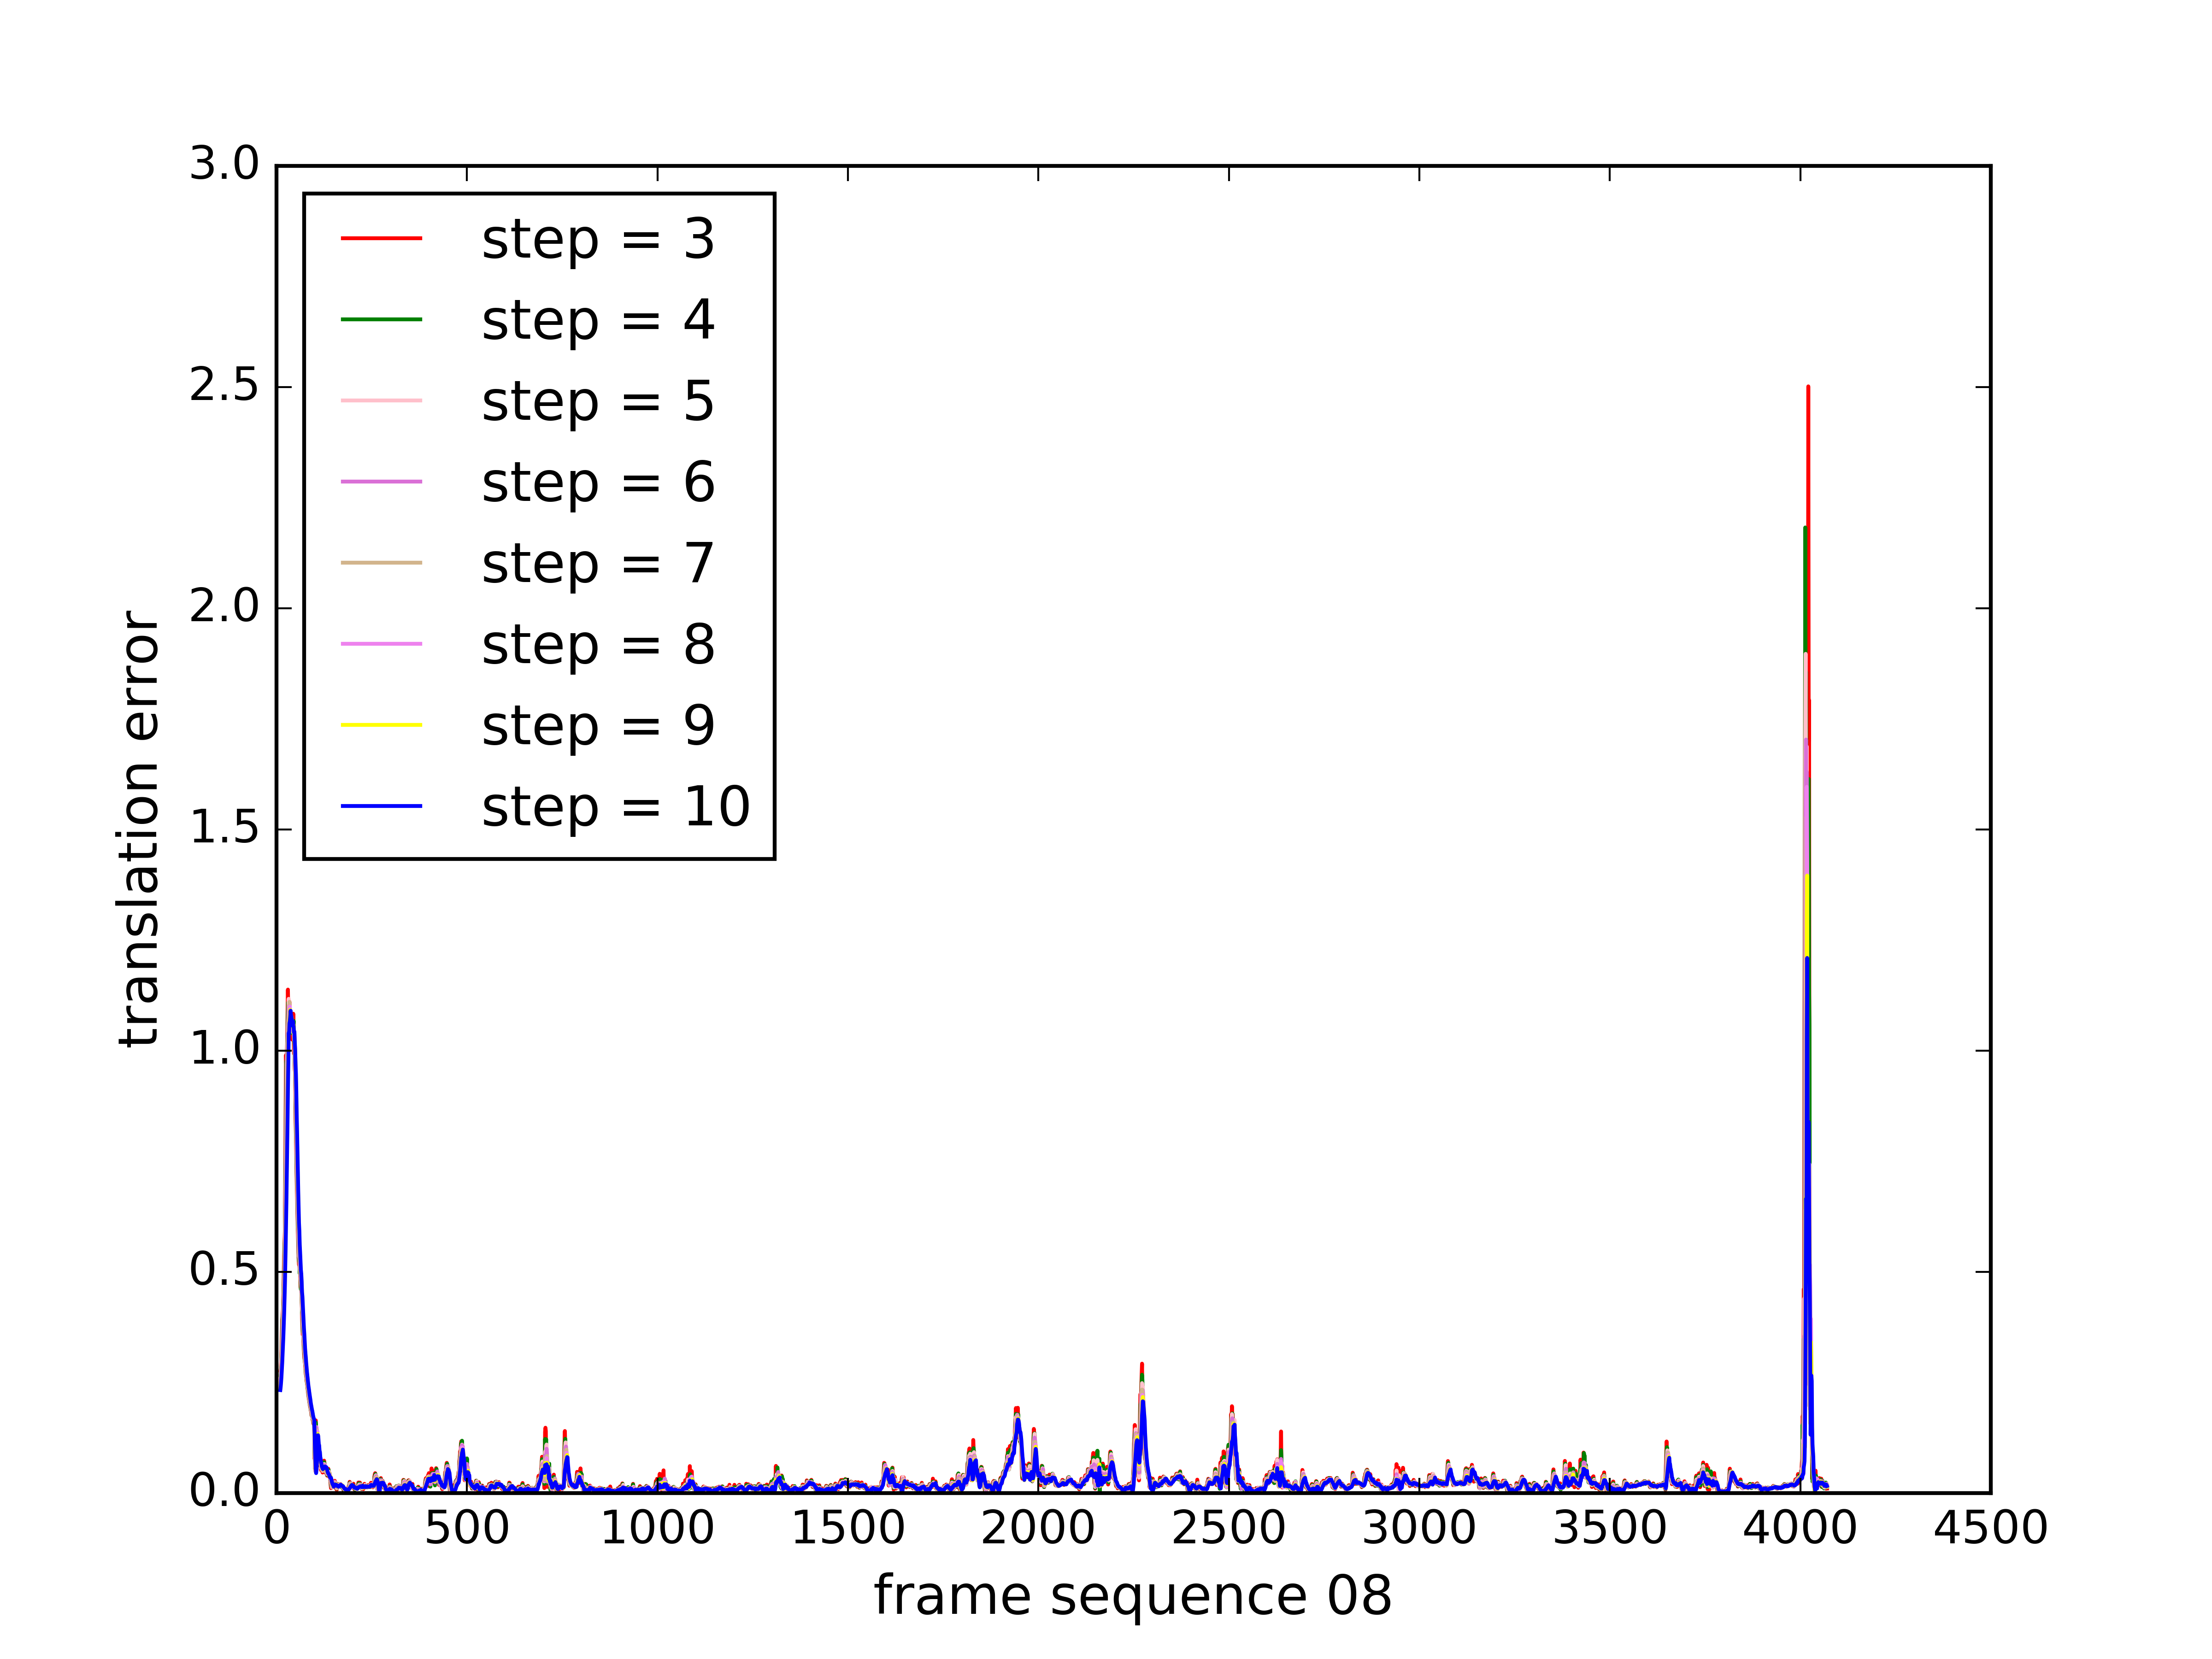 3.0
2.5
2.0
1.5
1.0
0.5
0.0
translation error
step = 3
step = 4
step = 5
step = 6
step = 7
step = 8
step = 9
step = 10
0 500 1000 1500 2000 2500 3000 3500 4000 4500
frame sequence 08